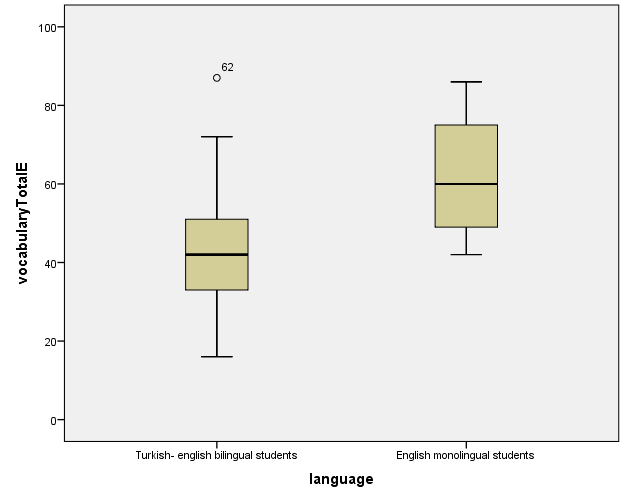 100
80
60
40
20
0
vocabularyTotalE
62
Turkish- english bilingual students
English monolingual students
language